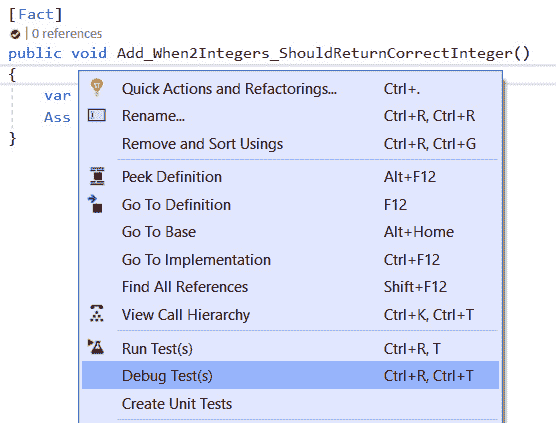 [Fact]
0 references
public void Add_When2Integers_ShouldReturnCorrectInteger()
{
var
Ass
}
Quick Actions and Refactorings... Ctrl+.
Rename... Ctrl+R, Ctrl+R
Remove and Sort Usings Ctrl+R, Ctrl+G
Peek Definition Alt+F12
Go To Definition F12
Go To Base Alt+Home
Go To Implementation Ctrl+F12
Find All References Shift+F12
View Call Hierarchy Ctrl+K, Ctrl+T
Run Test(s) Ctrl+R, T
Debug Test(s) Ctrl+R, Ctrl+T
Create Unit Tests